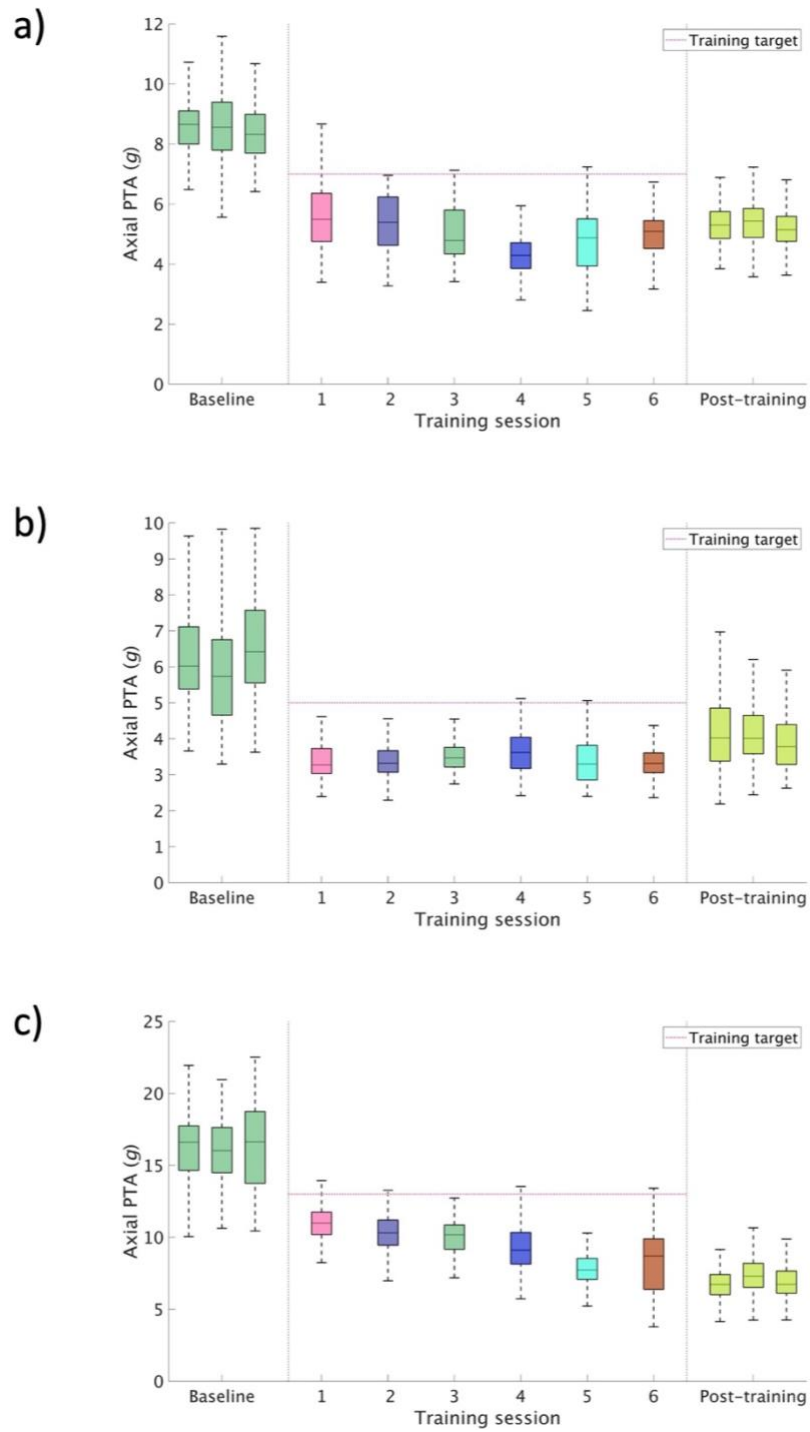 a)
12
Training target
10
8
6
4
2
0
Axial PTA (g)
Baseline 1 2 3 4 5 6 Post-training
Training session
b)
10
Training target
9
8
7
6
5
4
3
2
1
0
Axial PTA (g)
Baseline 1 2 3 4 5 6 Post-training
Training session
c)
25
Training target
20
15
10
5
0
Axial PTA (g)
Baseline 1 2 3 4 5 6 Post-training
Training session